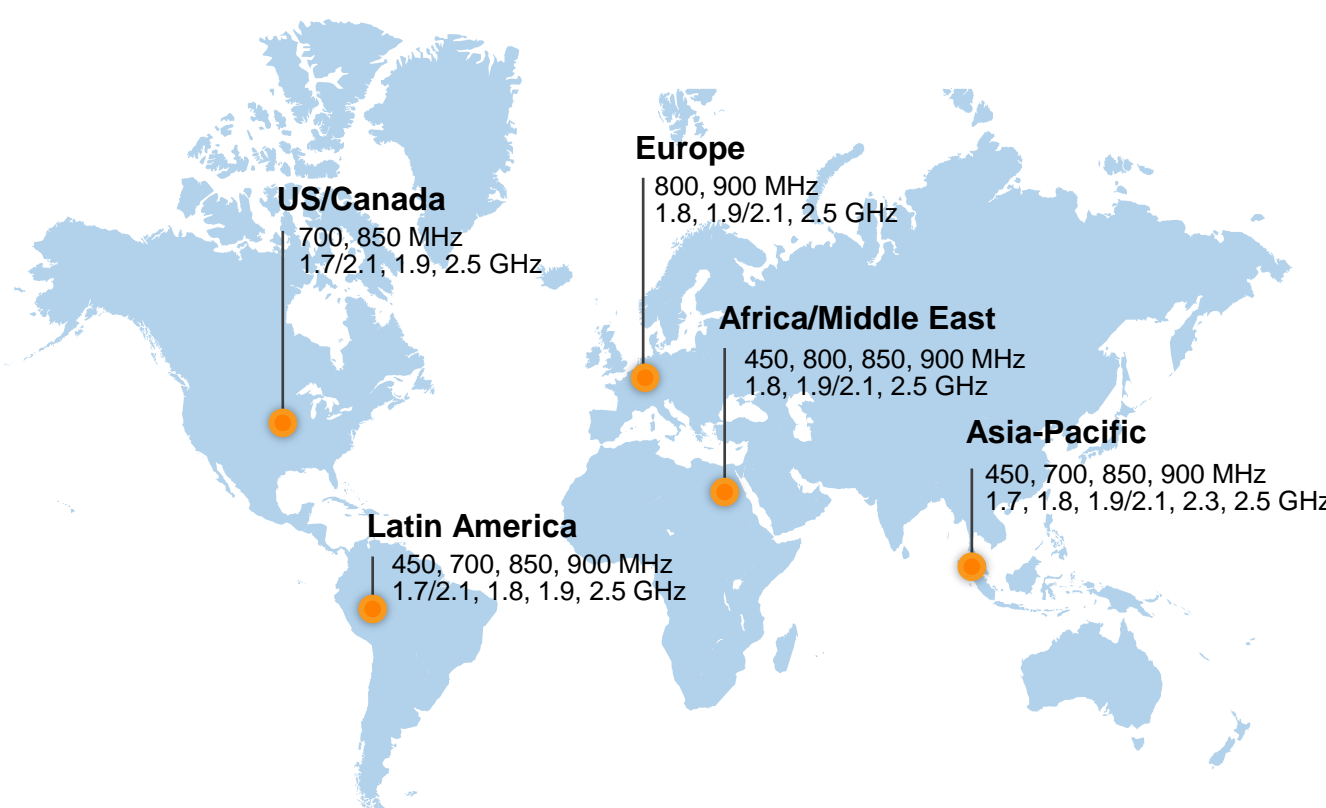 Europe
800, 900 MHz
1.8, 1.9/2.1, 2.5 GHz
US/Canada
700, 850 MHz
1.7/2.1, 1.9, 2.5 GHz
Africa/Middle East
450, 800, 850, 900 MHz
1.8, 1.9/2.1, 2.5 GHz
Asia-Pacific
450, 700, 850, 900 MHz
1.7, 1.8, 1.9/2.1, 2.3, 2.5 GHz
Latin America
450, 700, 850, 900 MHz
1.7/2.1, 1.8, 1.9, 2.5 GHz